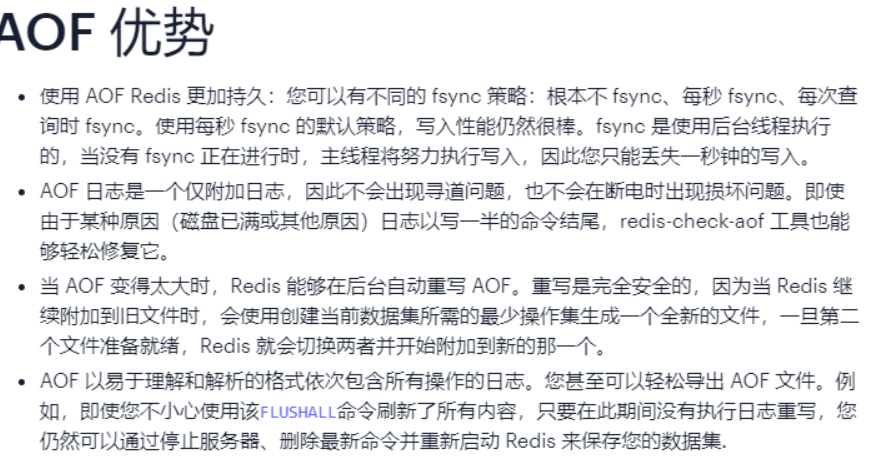 AOF 优势
• 使用 AOF Redis 更加持久：您可以有不同的 fsync 策略：根本不 fsync、每秒 fsync、每次查
询时 fsync。使用每秒 fsync 的默认策略，写入性能仍然很棒。fsync 是使用后台线程执行
的，当没有 fsync 正在进行时，主线程将努力执行写入，因此您只能丢失一秒钟的写入。
• AOF 日志是一个仅附加日志，因此不会出现寻道问题，也不会在断电时出现损坏问题。即使
由于某种原因（磁盘已满或其他原因）日志以写一半的命令结尾，redis-check-aof 工具也能
够轻松修复它。
• 当 AOF 变得太大时，Redis 能够在后台自动重写 AOF。重写是完全安全的，因为当 Redis 继
续附加到旧文件时，会使用创建当前数据集所需的最少操作集生成一个全新的文件，一旦第二
个文件准备就绪，Redis 就会切换两者并开始附加到新的那一个。
• AOF 以易于理解和解析的格式依次包含所有操作的日志。您甚至可以轻松导出 AOF 文件。例
如，即使您不小心使用该FLUSHALL命令刷新了所有内容，只要在此期间没有执行日志重写，您
仍然可以通过停止服务器、删除最新命令并重新启动 Redis 来保存您的数据集.